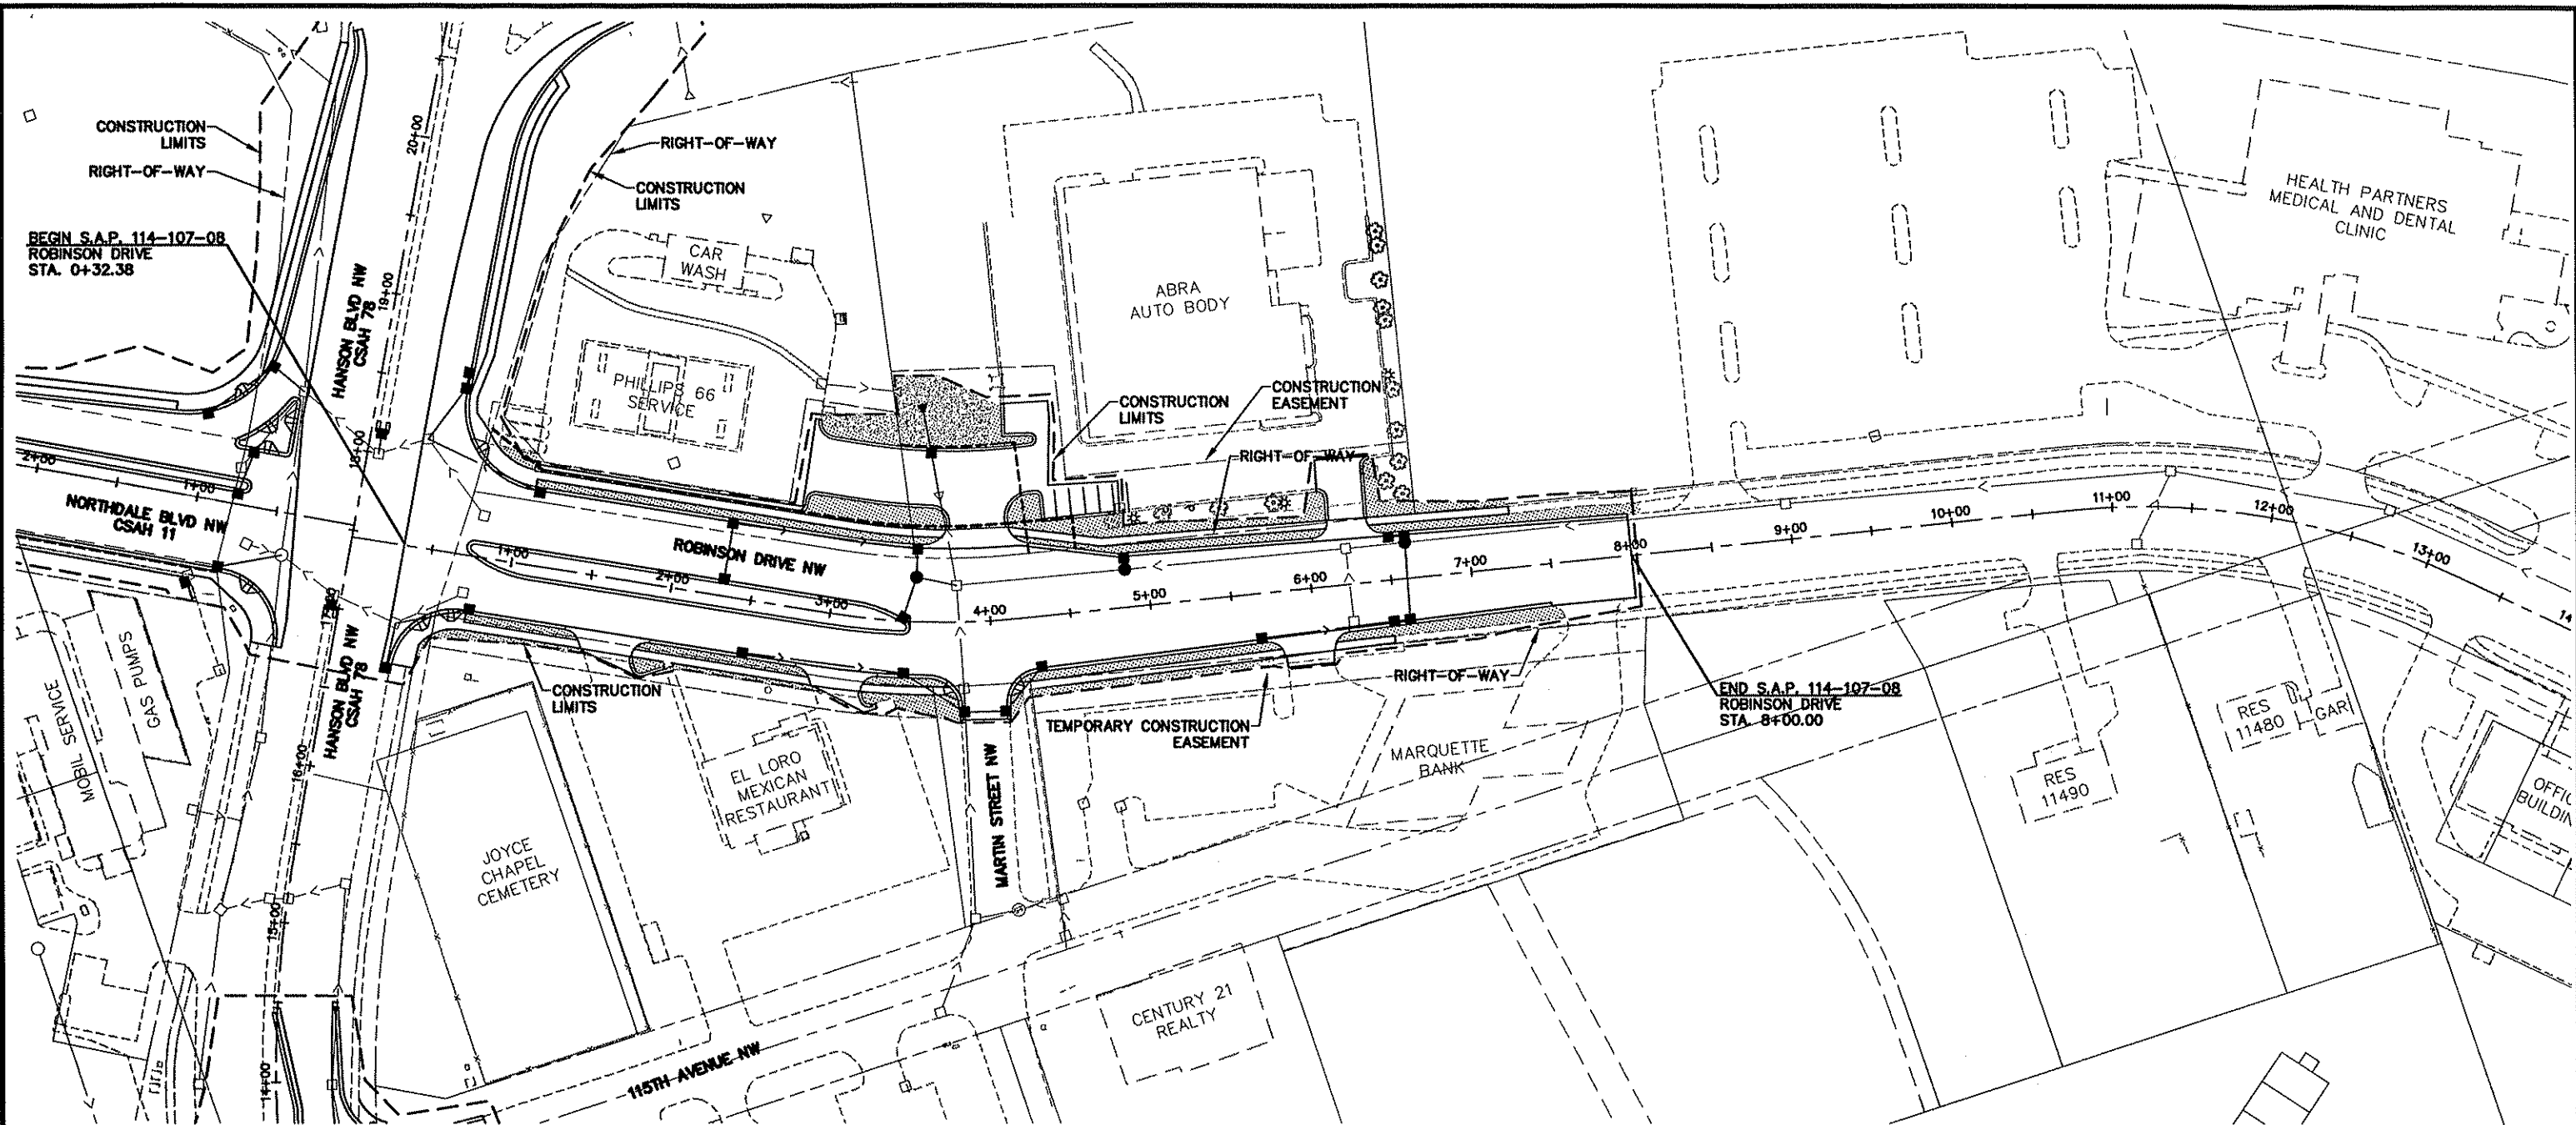 CONSTRUCTION
LIMITS
RIGHT-OF-WAY
BEGIN S.A.P. 114-107-08
ROBINSON DRIVE
STA. 0+32.38
20+00
19+00
HANSON BLVD NW
CSAH 78
18+00
RIGHT-OF-WAY
CONSTRUCTION
LIMITS
CAR
WASH
PHILLIPS 66
SERVICE
ABRA
AUTO BODY
CONSTRUCTION
LIMITS
CONSTRUCTION
EASEMENT
RIGHT-OF-WAY
HEALTH PARTNERS
MEDICAL AND DENTAL
CLINIC
2+00
1+00
NORTHDALE BLVD NW
CSAH 11
ROBINSON DRIVE NW
1+00
2+00
3+00
4+00
5+00
6+00
7+00
8+00
9+00
10+00
11+00
12+00
13+00
14
17+00
HANSON BLVD NW
CSAH 78
16+00
15+00
14+00
MOBIL SERVICE
GAS PUMPS
CONSTRUCTION
LIMITS
JOYCE
CHAPEL
CEMETERY
EL LORO
MEXICAN
RESTAURANT
MARTIN STREET NW
TEMPORARY CONSTRUCTION
EASEMENT
RIGHT-OF-WAY
MARQUETTE
BANK
END S.A.P. 114-107-08
ROBINSON DRIVE
STA. 8+00.00
RES
11490
RES
11480
GAR
OFFIC
BUILDIN
CENTURY 21
REALTY
115TH AVENUE NW